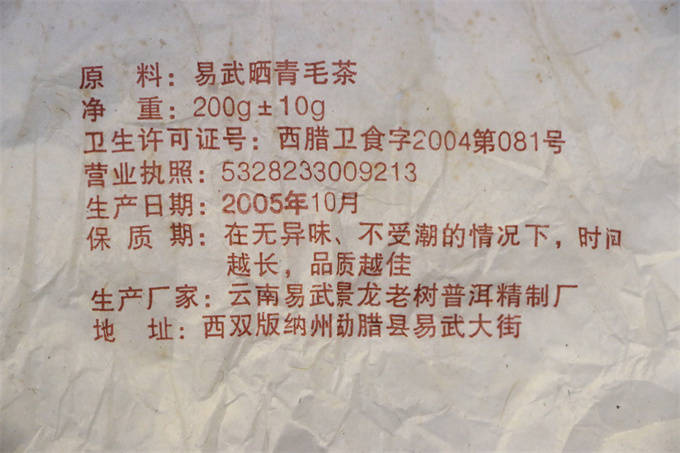 原　料：易武晒青毛茶
净　重：200g±10g
卫生许可证号：西腊卫食字2004第081号
营业执照：5328233009213
生产日期：2005年10月
保 质 期：在无异味、不受潮的情况下，时间
越长，品质越佳
生产厂家：云南易武景龙老树普洱精制厂
地　址：西双版纳州勐腊县易武大街